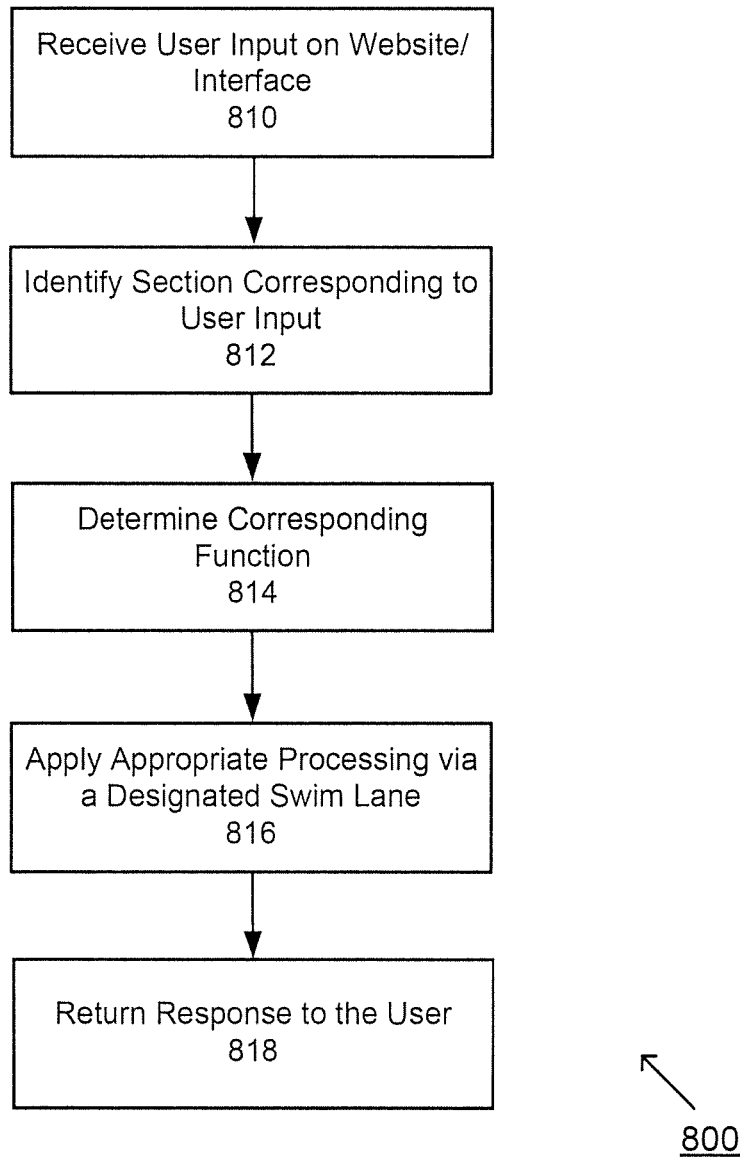 Receive User Input on Website/
Interface
810
Identify Section Corresponding to
User Input
812
Determine Corresponding
Function
814
Apply Appropriate Processing via
a Designated Swim Lane
816
Return Response to the User
818
800